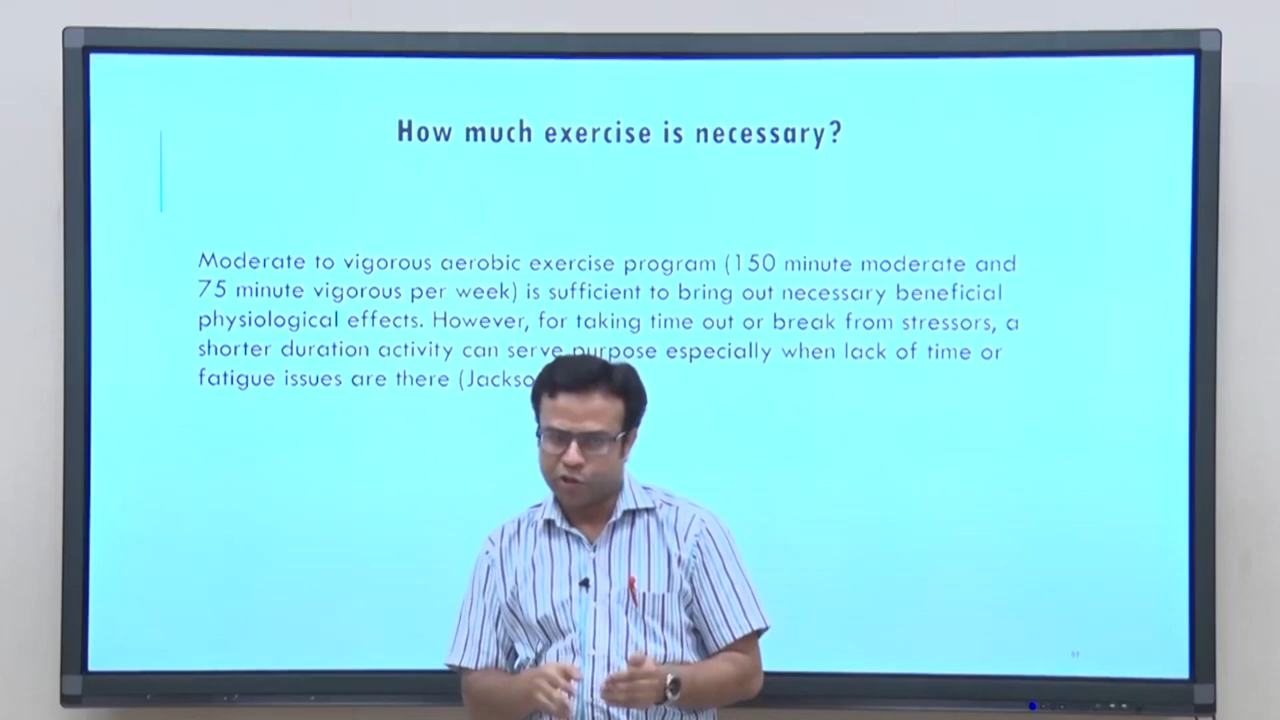 How much exercise is necessary?
Moderate to vigorous aerobic exercise program (150 minute moderate and
75 minute vigorous per week) is sufficient to bring out necessary beneficial
physiological effects. However, for taking time out or break from stressors, a
shorter duration activity can serve purpose especially when lack of time or
fatigue issues are there